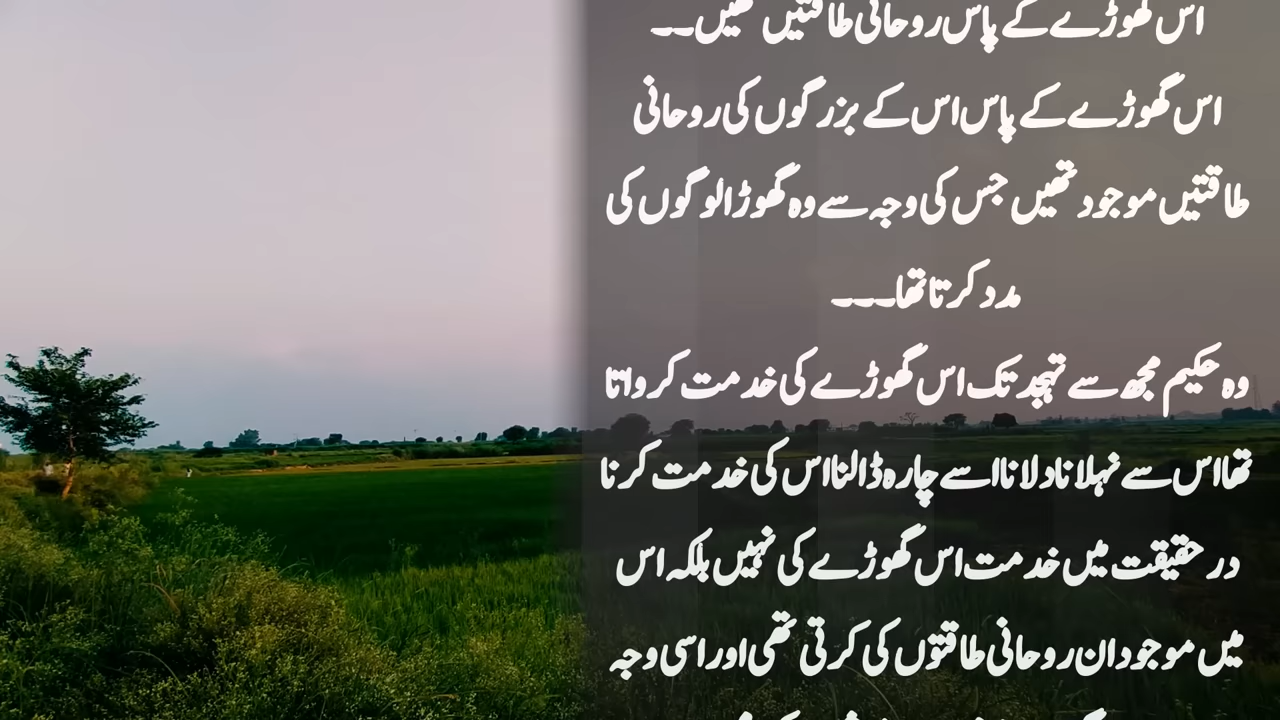 اس گھوڑے کے پاس روحانی طاقتیں تھیں۔۔
اس گھوڑے کے پاس اس کے بزرگوں کی روحانی
طاقتیں موجود تھیں جس کی وجہ سے وہ گھوڑا لوگوں کی
مدد کرتا تھا۔۔۔
وہ حکیم مجھ سے تہجد تک اس گھوڑے کی خدمت کرواتا
تھا اس سے نہلانا دلانا اسے چارہ ڈالنا اس کی خدمت کرنا
در حقیقت میں خدمت اس گھوڑے کی نہیں بلکہ اس
میں موجود ان روحانی طاقتوں کی کرتی تھی اور اسی وجہ